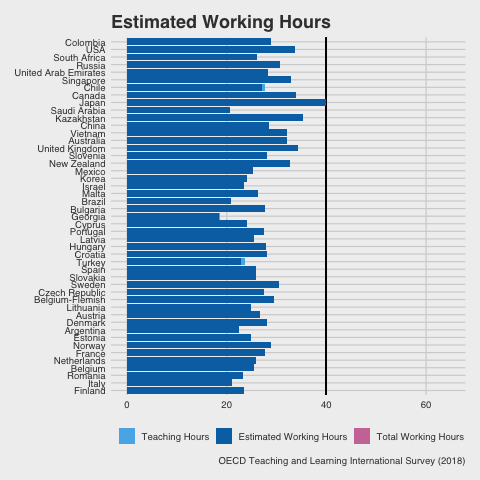 Estimated Working Hours
Colombia
USA
South Africa
Russia
United Arab Emirates
Singapore
Chile
Canada
Japan
Saudi Arabia
Kazakhstan
China
Vietnam
Australia
United Kingdom
Slovenia
New Zealand
Mexico
Korea
Israel
Malta
Brazil
Bulgaria
Georgia
Cyprus
Portugal
Latvia
Hungary
Croatia
Turkey
Spain
Slovakia
Sweden
Czech Republic
Belgium-Flemish
Lithuania
Austria
Denmark
Argentina
Estonia
Norway
France
Netherlands
Belgium
Romania
Italy
Finland
0 20 40 60
Teaching Hours Estimated Working Hours Total Working Hours
OECD Teaching and Learning International Survey (2018)